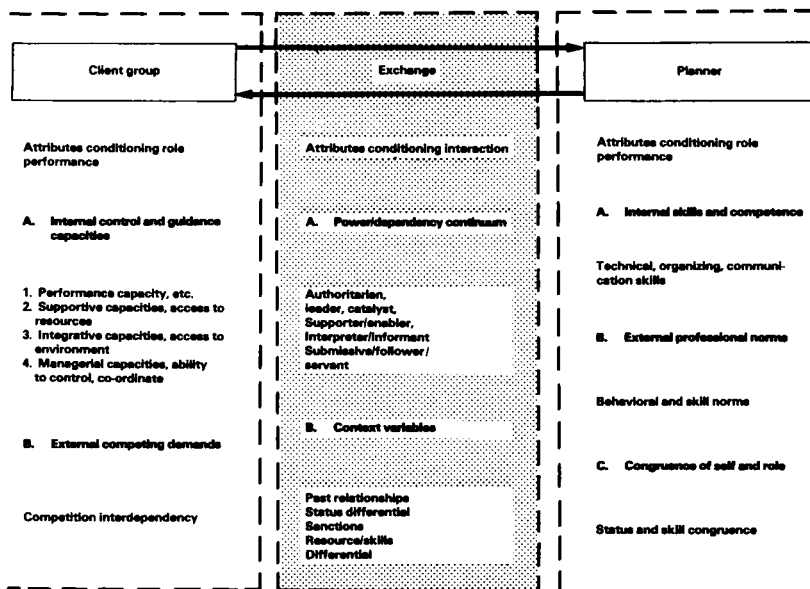 Client group
Attributes conditioning role
performance
A. Internal control and guidance
capacities
1. Performance capacity, etc.
2. Supportive capacities, access to
resources
3. Integrative capacities, access to
environment
4. Managerial capacities, ability
to control, co-ordinate
B. External competing demands
Competition interdependency
Exchange
Attributes conditioning interaction
A. Power/dependency continuum
Authoritarian,
leader, catalyst,
Supporter/enabler,
Interpreter/informant
Submissive/follower/
servant
B. Context variables
Past relationships
Status differential
Sanctions
Resource/skills
Differential
Planner
Attributes conditioning role
performance
A. Internal skills and competence
Technical, organizing, communi-
cation skills
B. External professional norms
Behavioral and skill norms
C. Congruence of self and role
Status and skill congruence